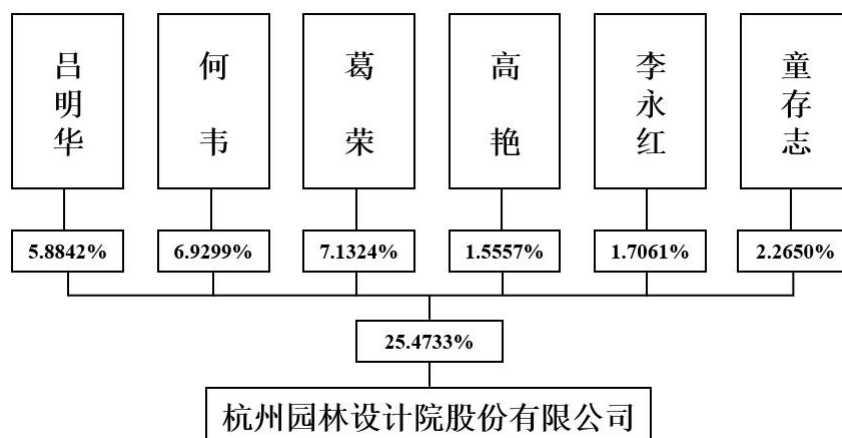 吕明华
何韦
葛荣
高艳
李永红
童存志
5.8842%
6.9299%
7.1324%
1.5557%
1.7061%
2.2650%
25.4733%
杭州园林设计院股份有限公司